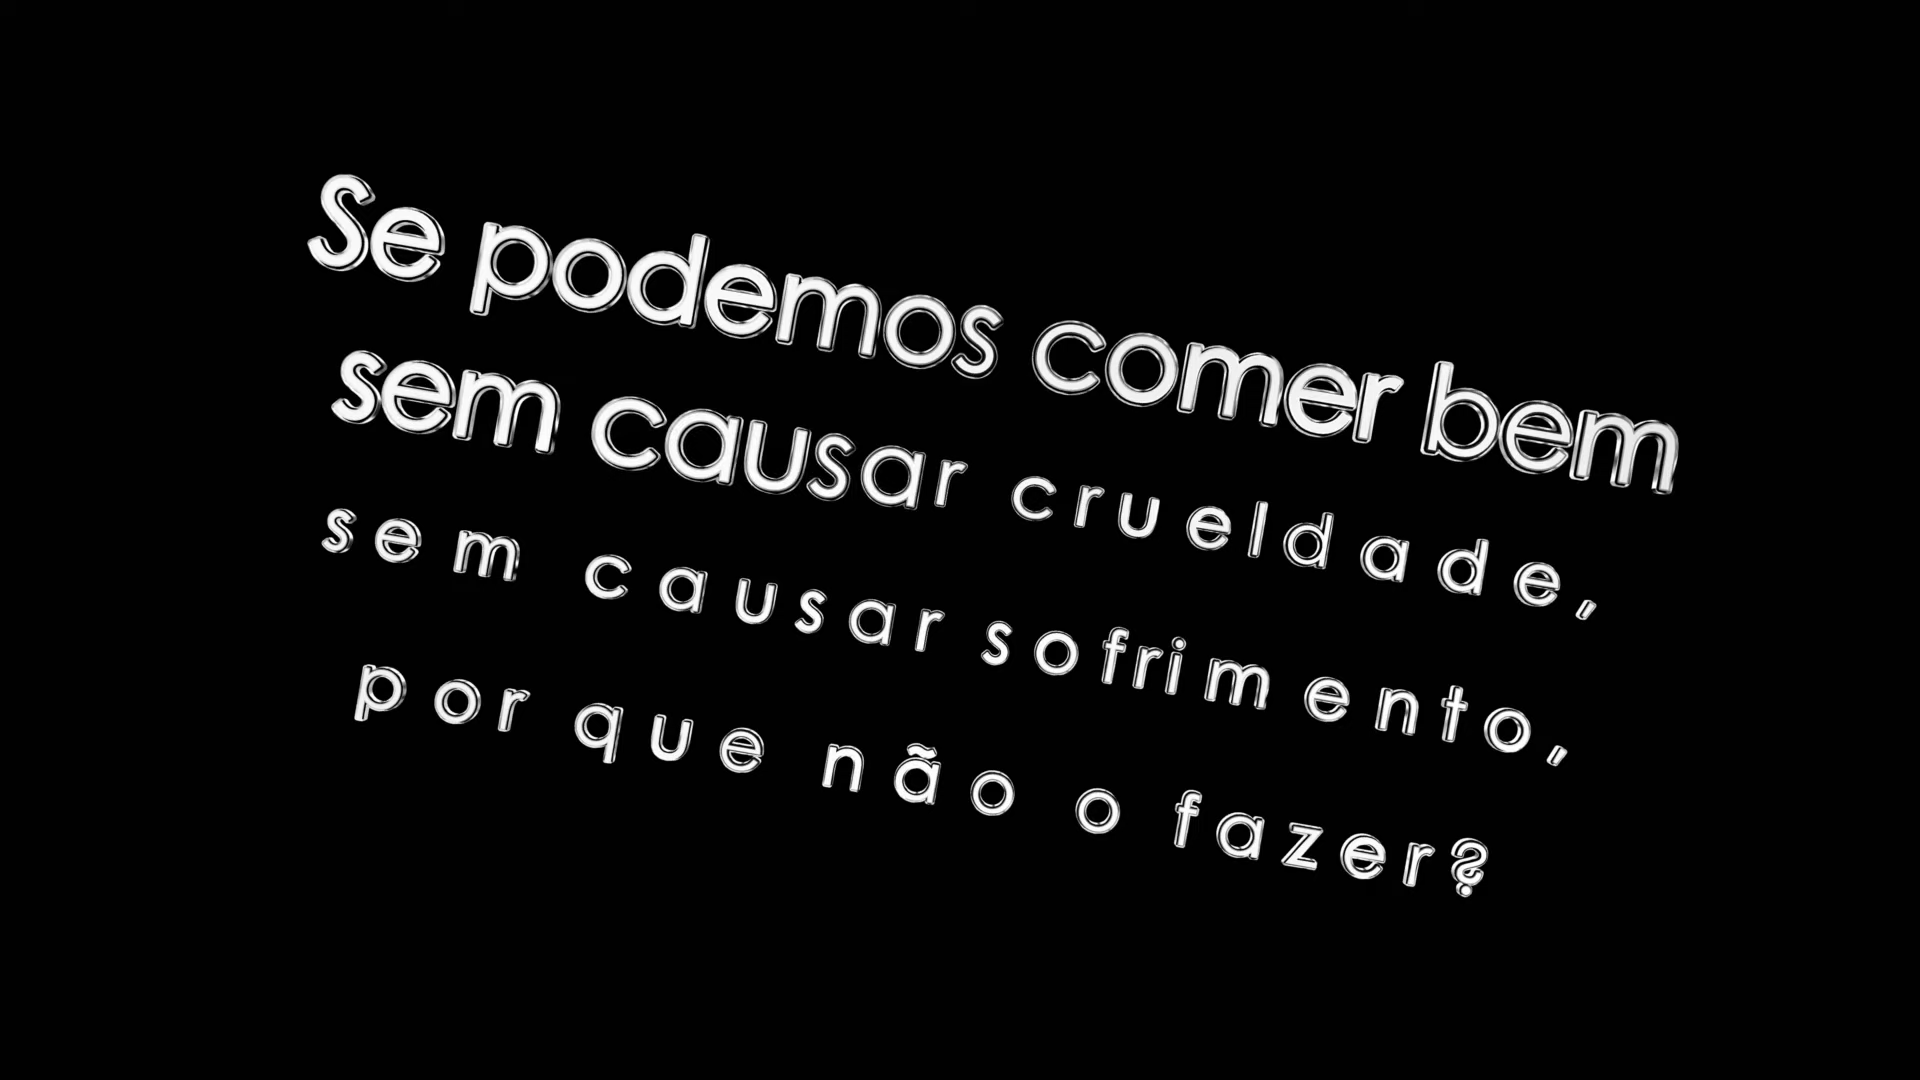 Se podemos comer bem
sem causar crueldade,
sem causar sofrimento,
por que não o fazer?